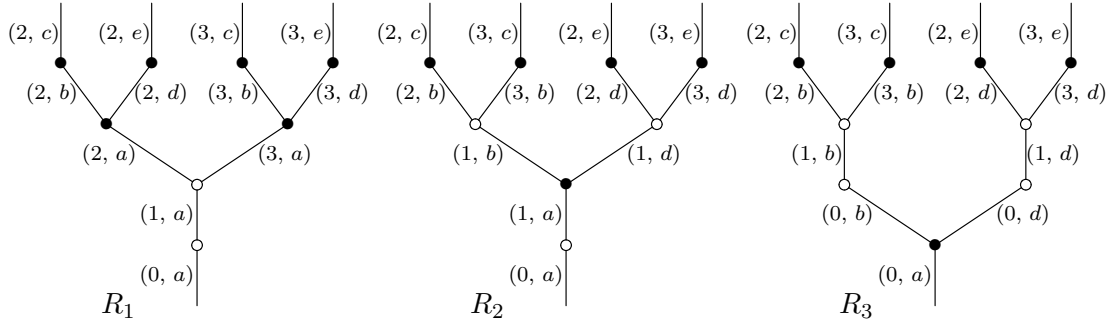 (2, c) (2, e) (3, c) (3, e) (2, c) (3, c) (2, e) (3, e) (2, c) (3, c) (2, e) (3, e)
(2, b) (2, d) (3, b) (3, d) (2, b) (3, b) (2, d) (3, d) (2, b) (3, b) (2, d) (3, d)
(2, a) (3, a) (1, b) (1, d) (1, b) (1, d)
(1, a) (1, a) (0, b) (0, d)
(0, a) (0, a) (0, a)
R1 R2 R3